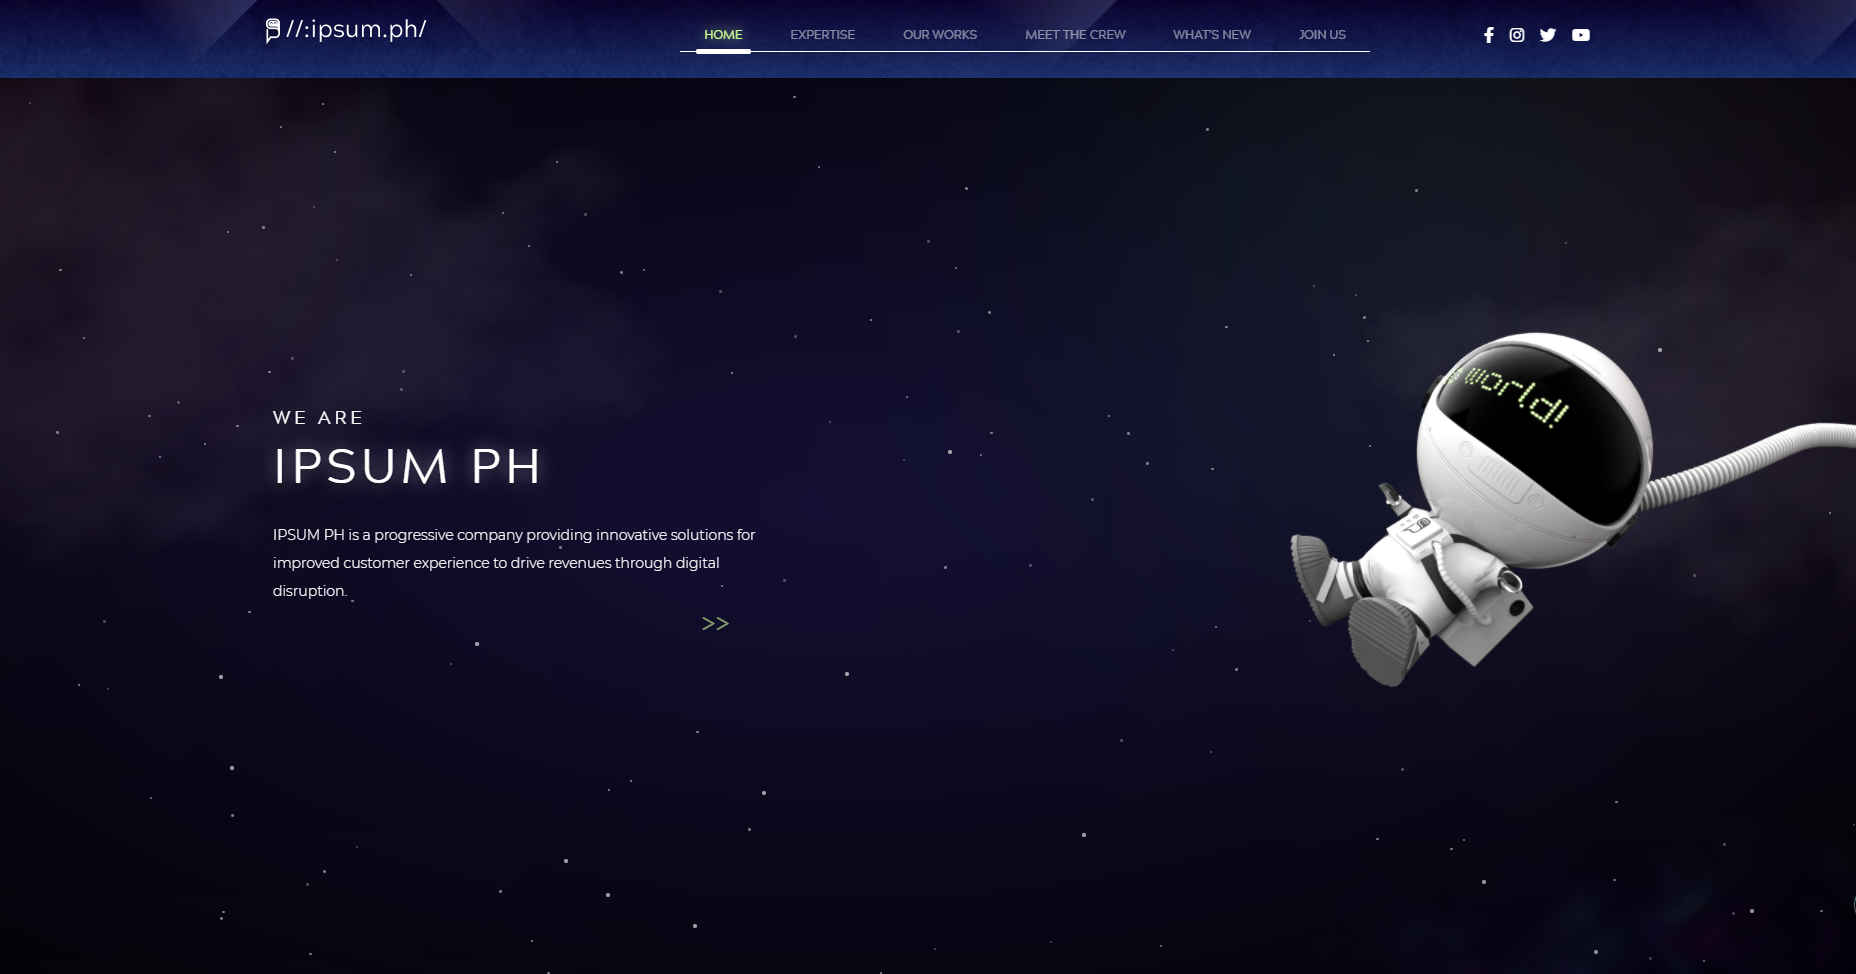 //:ipsum.ph/
HOME EXPERTISE OUR WORKS MEET THE CREW WHAT'S NEW JOIN US
world!
WE ARE
IPSUM PH
IPSUM PH is a progressive company providing innovative solutions for
improved customer experience to drive revenues through digital
disruption.
>>